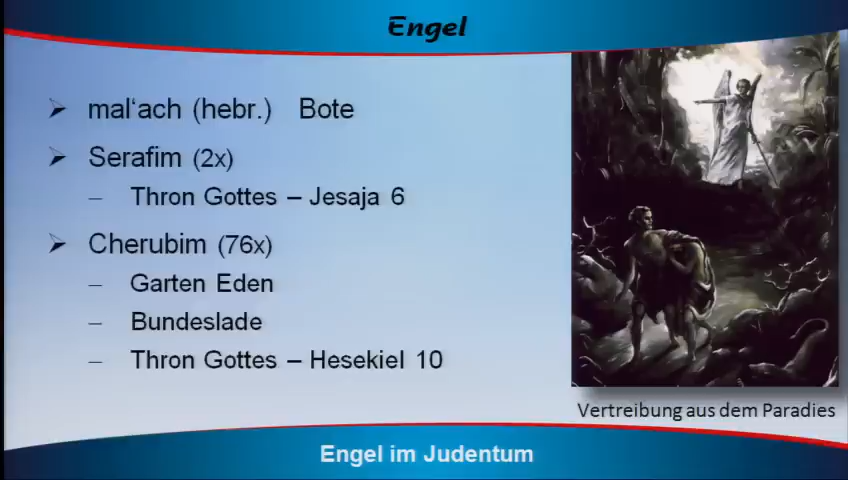 Engel
mal‘ach (hebr.) Bote
Serafim (2x)
– Thron Gottes – Jesaja 6
Cherubim (76x)
– Garten Eden
– Bundeslade
– Thron Gottes – Hesekiel 10
Vertreibung aus dem Paradies
Engel im Judentum